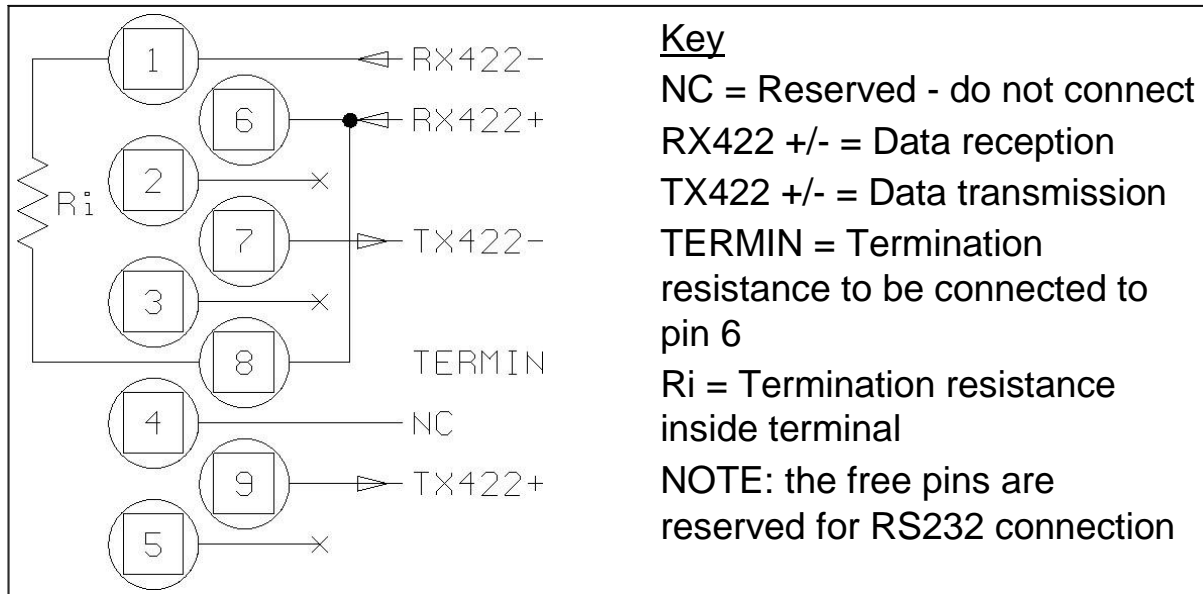 1 RX422-
6 RX422+
2
Ri
7 TX422-
3
8 TERMIN
4 NC
9 TX422+
5
Key
NC = Reserved - do not connect
RX422 +/- = Data reception
TX422 +/- = Data transmission
TERMIN = Termination
resistance to be connected to
pin 6
Ri = Termination resistance
inside terminal
NOTE: the free pins are
reserved for RS232 connection